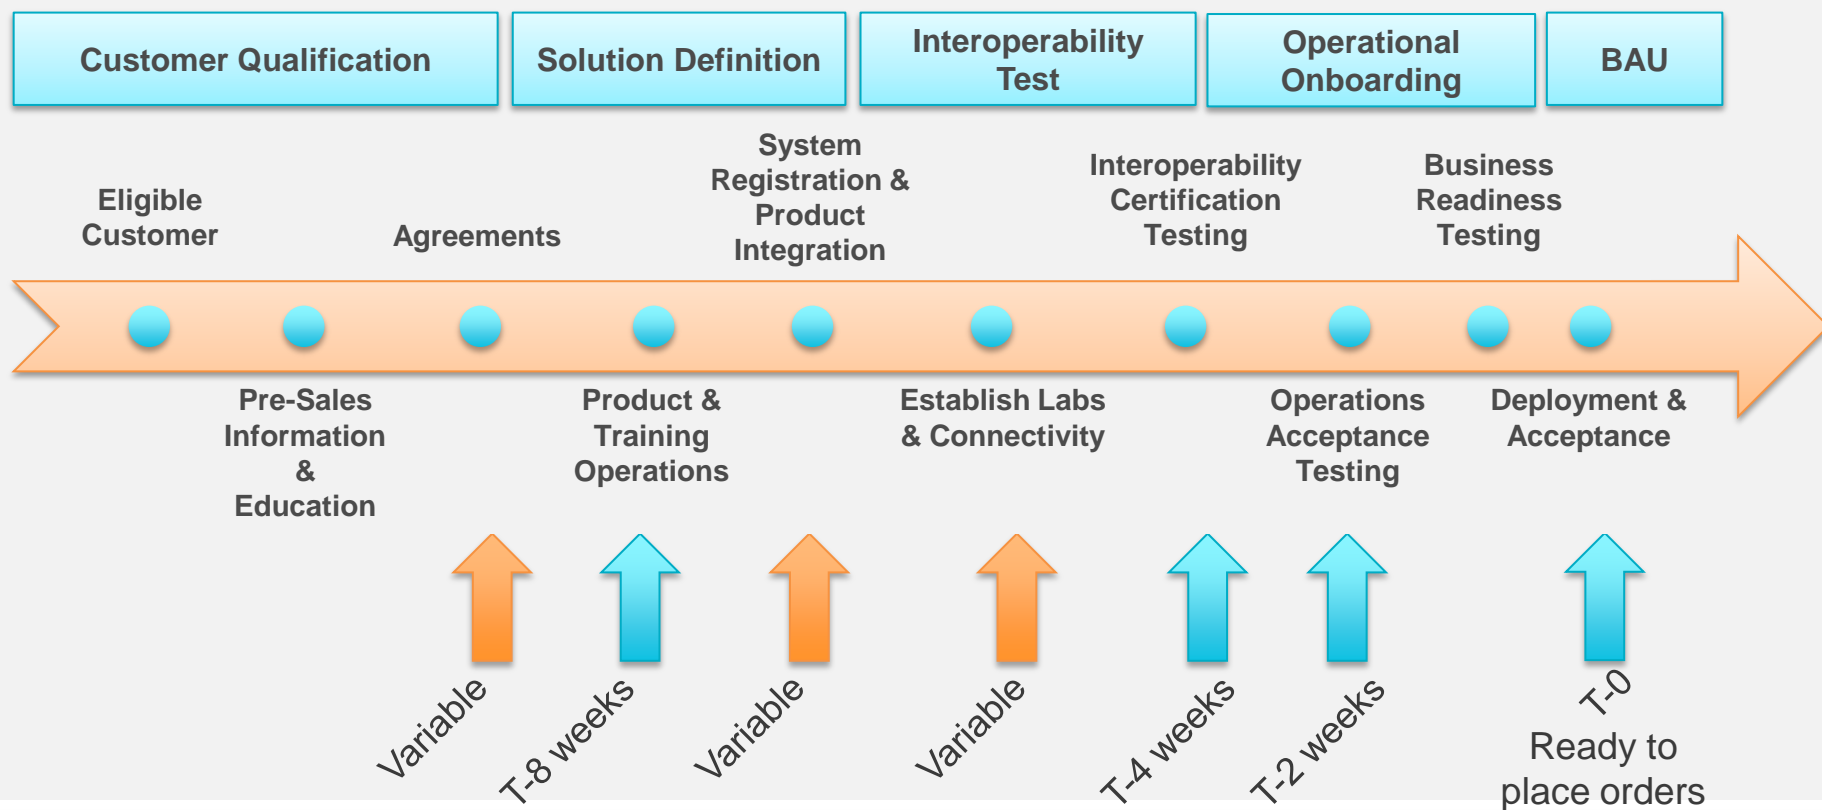 Customer Qualification
Solution Definition
Interoperability
Test
Operational
Onboarding
BAU
Eligible
Customer
Agreements
System
Registration &
Product
Integration
Interoperability
Certification
Testing
Business
Readiness
Testing
Pre-Sales
Information
&
Education
Product &
Training
Operations
Establish Labs
& Connectivity
Operations
Acceptance
Testing
Deployment &
Acceptance
Variable
T-8 weeks
Variable
Variable
T-4 weeks
T-2 weeks
T-0
Ready to
place orders